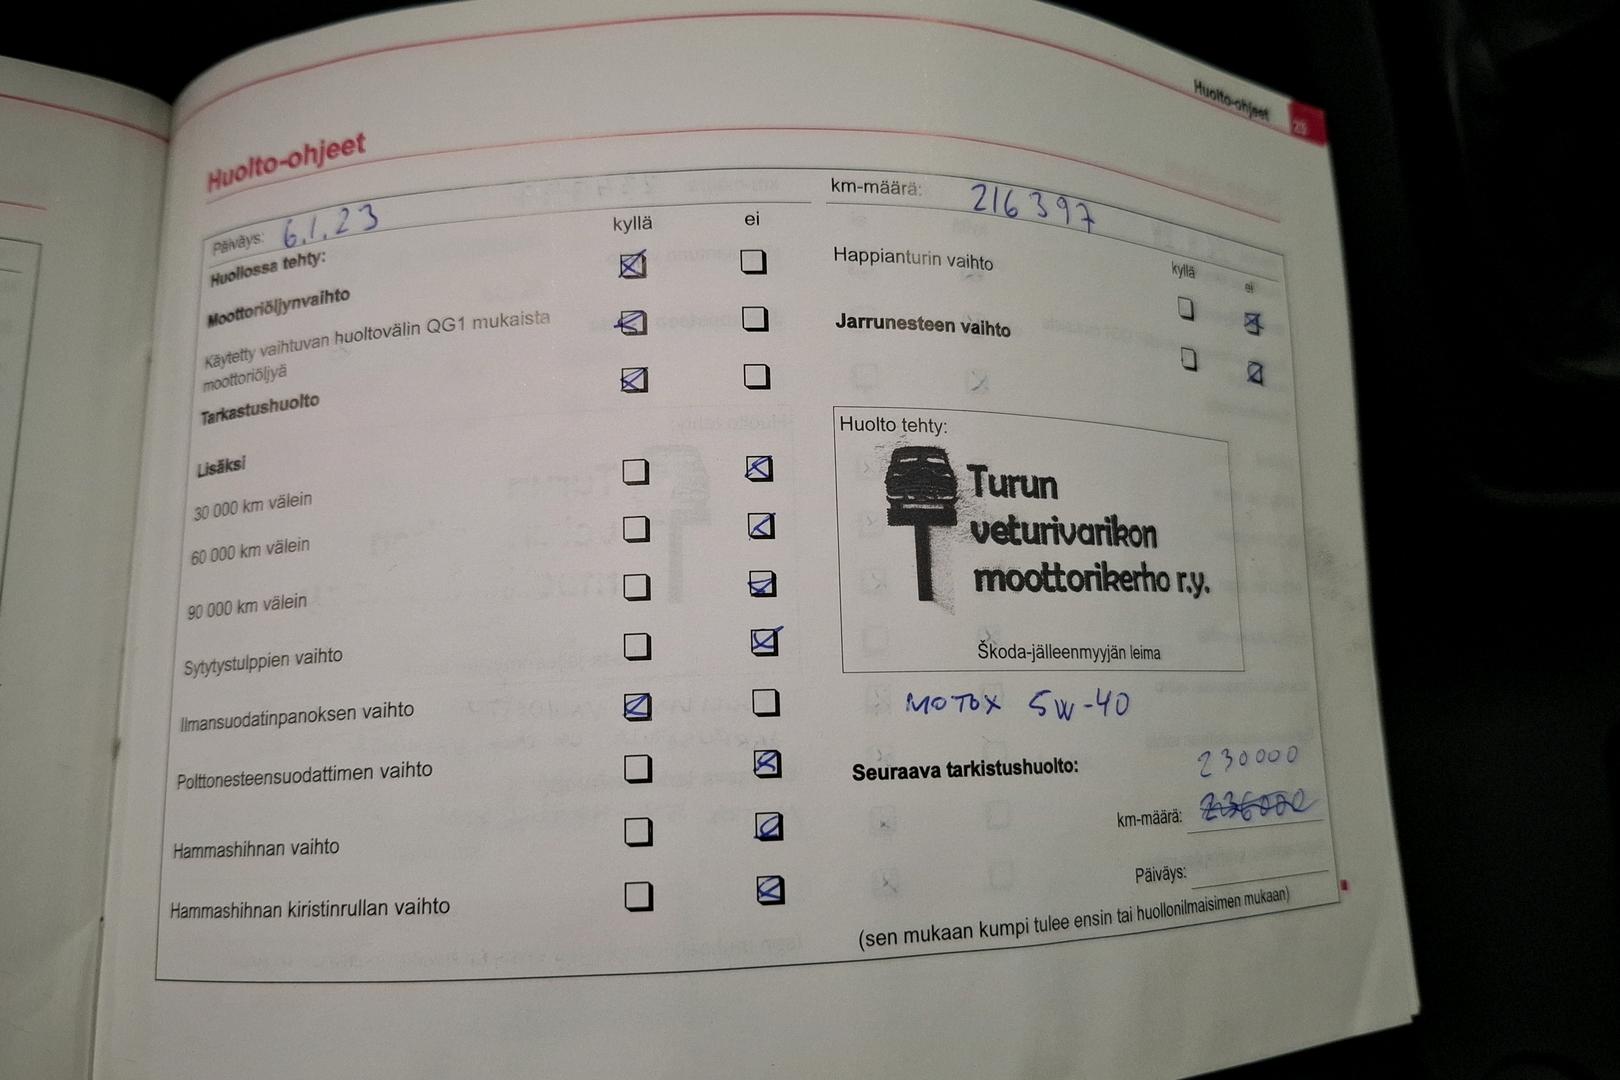 Huolto-ohjeet
20
Huolto-ohjeet
Päiväys: 6.1.23
km-määrä: 216 397
kyllä ei
Huollossa tehty:
Moottoriöljynvaihto
Käytetty vaihtuvan huoltovälin QG1 mukaista
moottoriöljyä
Tarkastushuolto
Lisäksi
30 000 km välein
60 000 km välein
90 000 km välein
Sytytystulppien vaihto
Ilmansuodatinpanoksen vaihto
Polttonesteensuodattimen vaihto
Hammashihnan vaihto
Hammashihnan kiristinrullan vaihto
kyllä ei
Happianturin vaihto
Jarrunesteen vaihto
Huolto tehty:
Turun
veturivarikon
moottorikerho r.y.
Škoda-jälleenmyyjän leima
MOTOX 5W-40
Seuraava tarkistushuolto:
230000
km-määrä: 236000
Päiväys:
(sen mukaan kumpi tulee ensin tai huollonilmaisimen mukaan)